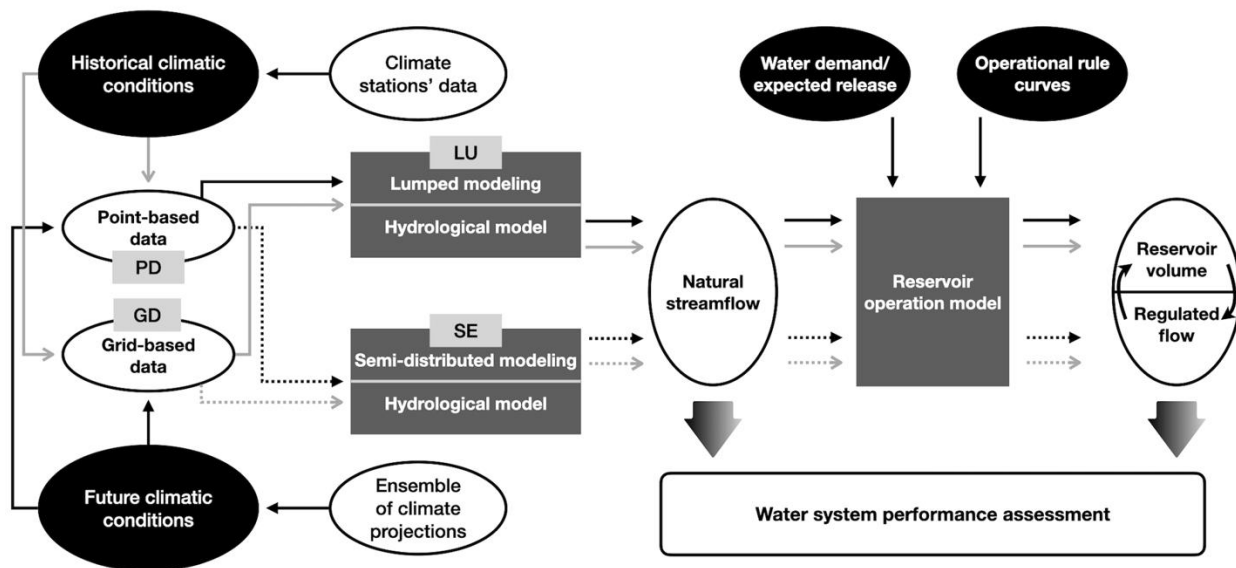 Historical climatic
conditions
Climate
stations' data
Water demand/
expected release
Operational rule
curves
LU
Lumped modeling
Hydrological model
Point-based
data
PD
GD
Grid-based
data
SE
Semi-distributed modeling
Hydrological model
Natural
streamflow
Reservoir
operation model
Reservoir
volume
Regulated
flow
Future climatic
conditions
Ensemble
of climate
projections
Water system performance assessment